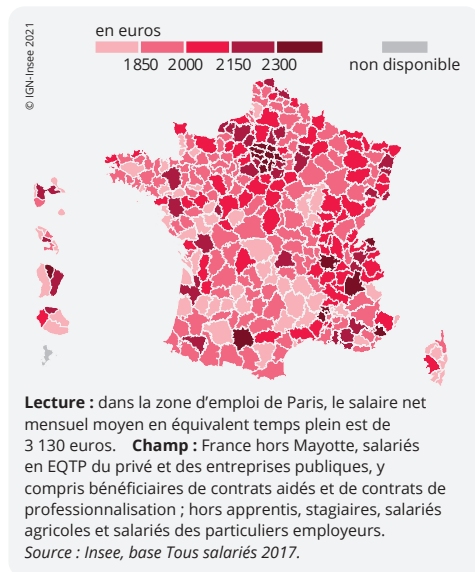 © IGN-Insee 2021
en euros
1 850 2 000 2 150 2 300
non disponible
Lecture : dans la zone d'emploi de Paris, le salaire net
mensuel moyen en équivalent temps plein est de
3 130 euros. Champ : France hors Mayotte, salariés
en EQTP du privé et des entreprises publiques, y
compris bénéficiaires de contrats aidés et de contrats de
professionnalisation ; hors apprentis, stagiaires, salariés
agricoles et salariés des particuliers employeurs.
Source : Insee, base Tous salariés 2017.